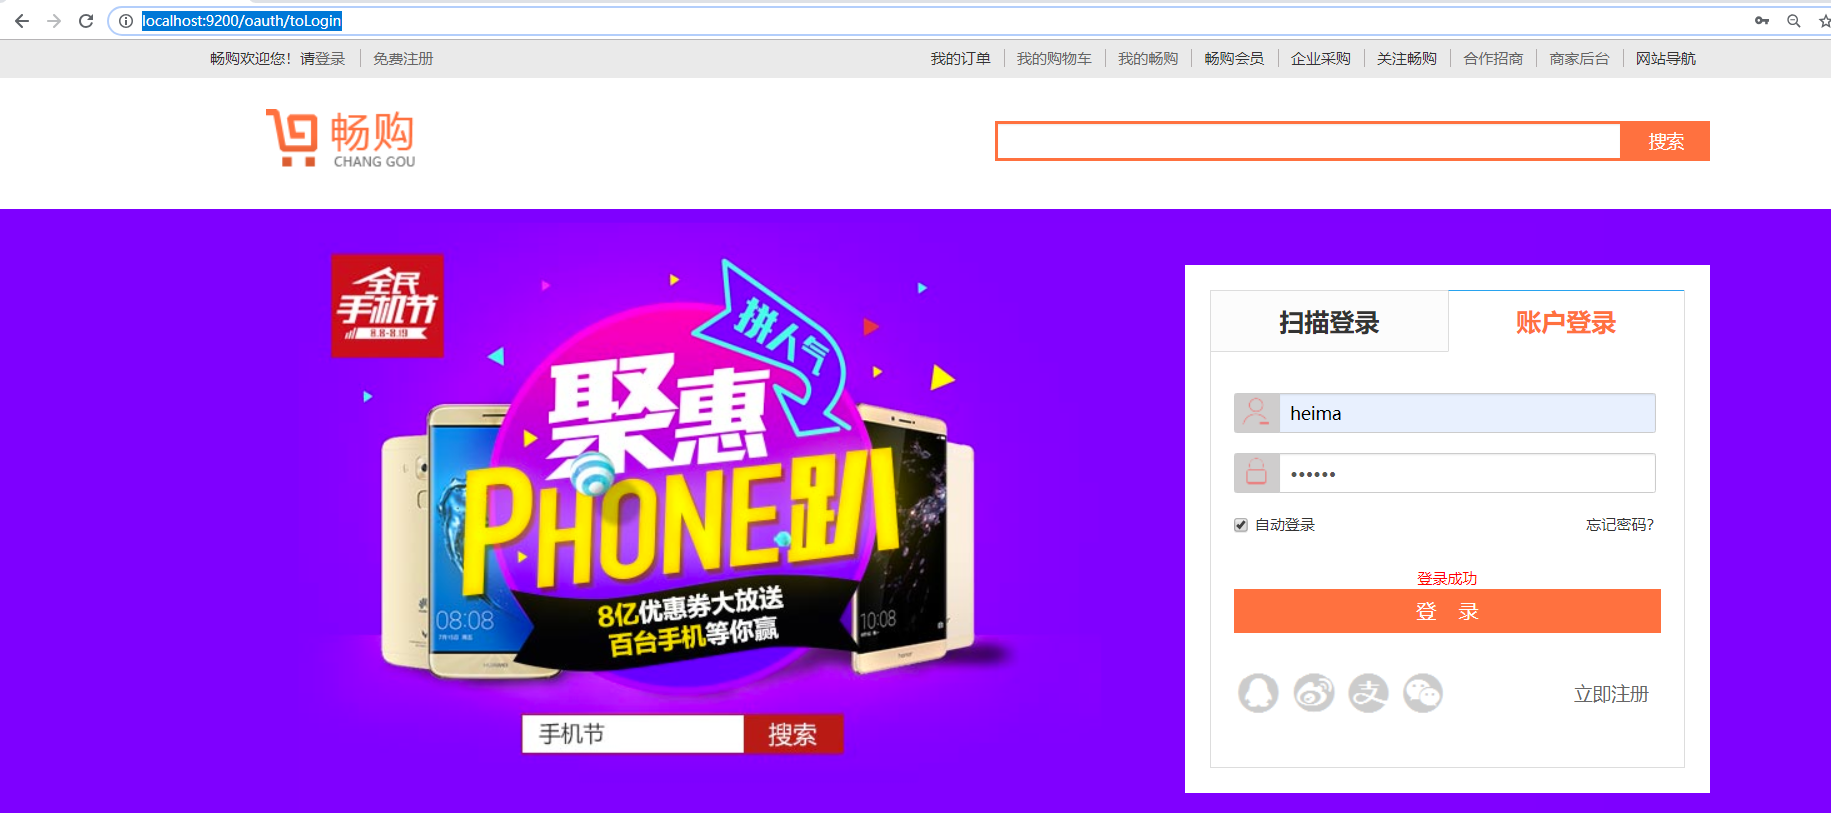 localhost:9200/oauth/toLogin
畅购欢迎您！请登录 免费注册 我的订单 我的购物车 我的畅购 畅购会员 企业采购 关注畅购 合作招商 商家后台 网站导航
畅购
CHANG GOU
搜索
全民
手机节
8.8-8.19
拼人气
聚惠
PHONE趴
8亿优惠券大放送
百台手机等你赢
08:08
10:08
手机节 搜索
扫描登录 账户登录
heima
••••••
自动登录 忘记密码?
登录成功
登 录
支
立即注册